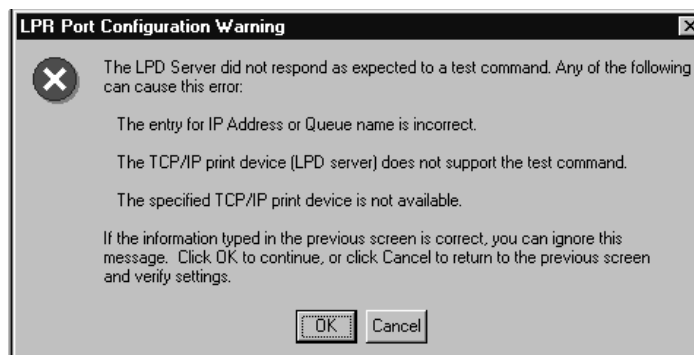 LPR Port Configuration Warning
The LPD Server did not respond as expected to a test command. Any of the following
can cause this error:
The entry for IP Address or Queue name is incorrect.
The TCP/IP print device (LPD server) does not support the test command.
The specified TCP/IP print device is not available.
If the information typed in the previous screen is correct, you can ignore this
message. Click OK to continue, or click Cancel to return to the previous screen
and verify settings.
OK Cancel